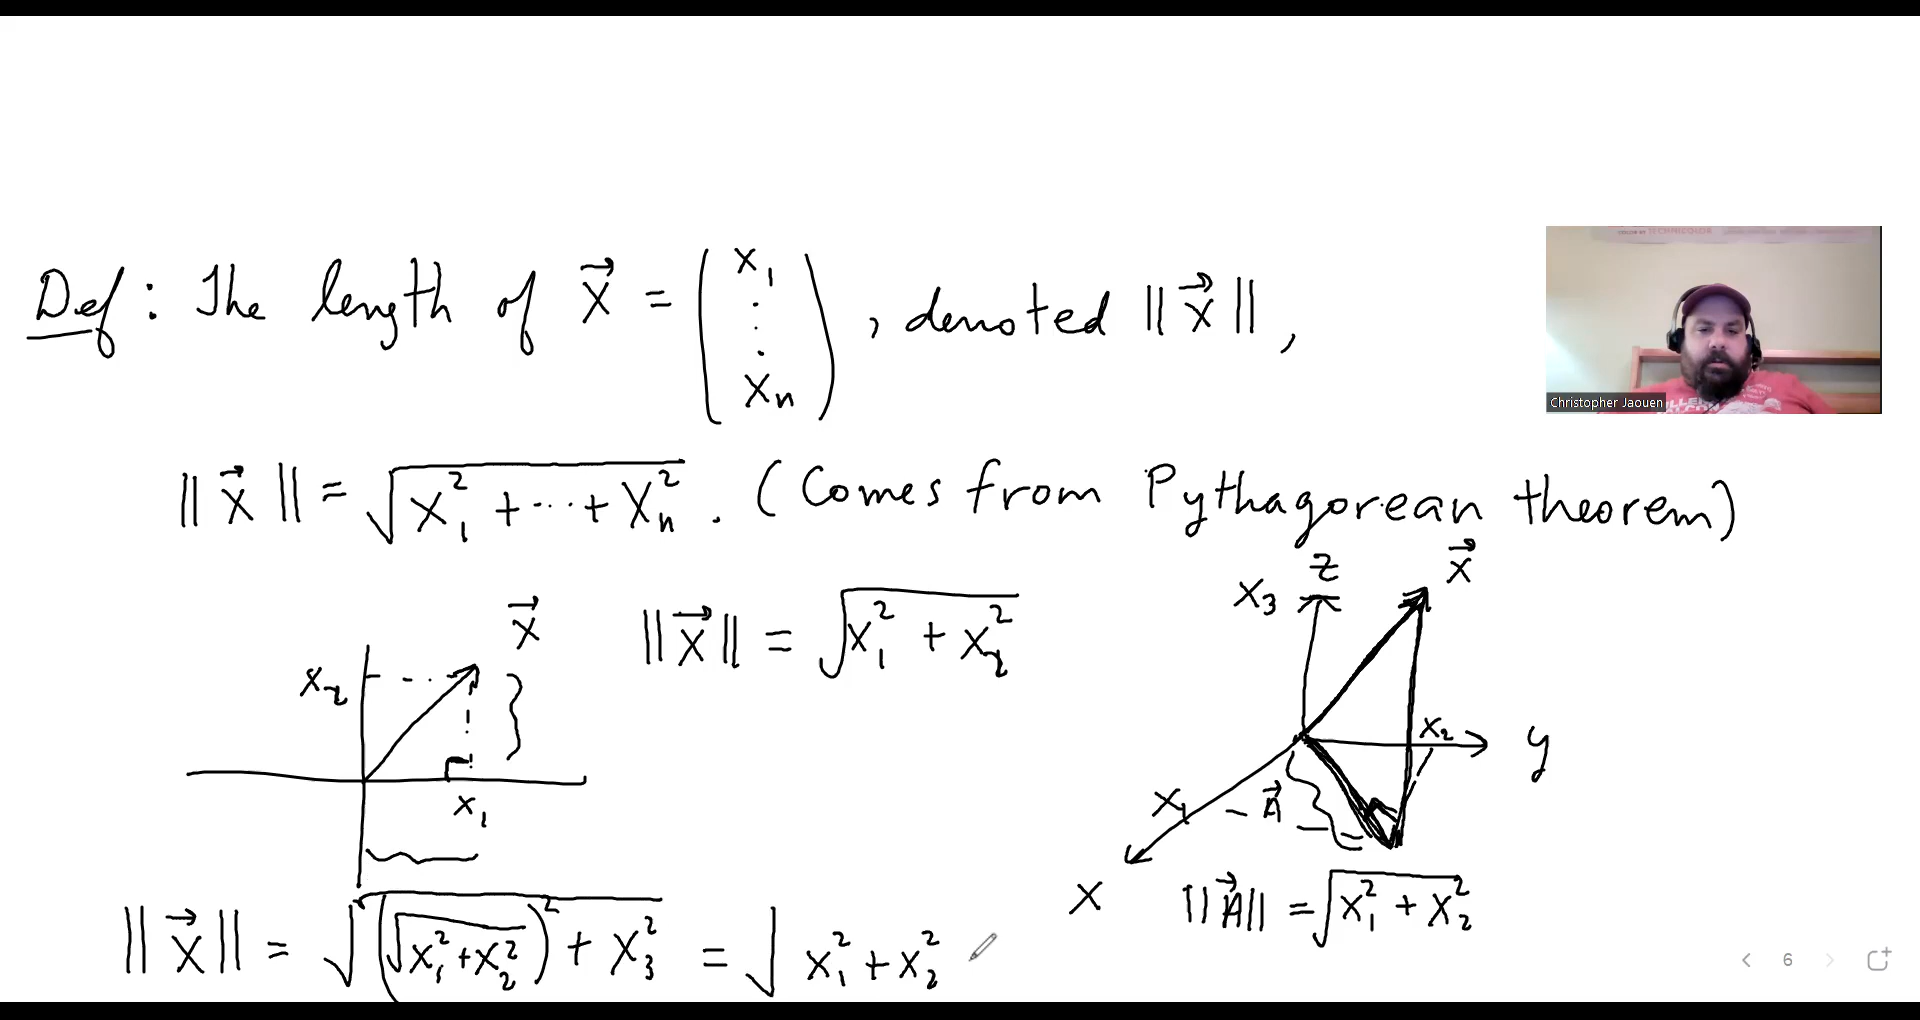 Def: The length of x⃗ = (x₁ ⋮ xₙ), denoted ||x⃗||,
||x⃗|| = √(x₁² + ··· + xₙ²). (Comes from Pythagorean theorem)
x⃗
x₂
x₁
||x⃗|| = √(x₁² + x₂²)
z
x⃗
x₃
x₂
y
x₁
A⃗
x
||A⃗|| = √(x₁² + x₂²)
||x⃗|| = √((√(x₁² + x₂²))² + x₃²) = √ x₁² + x₂²
Christopher Jaouen
6